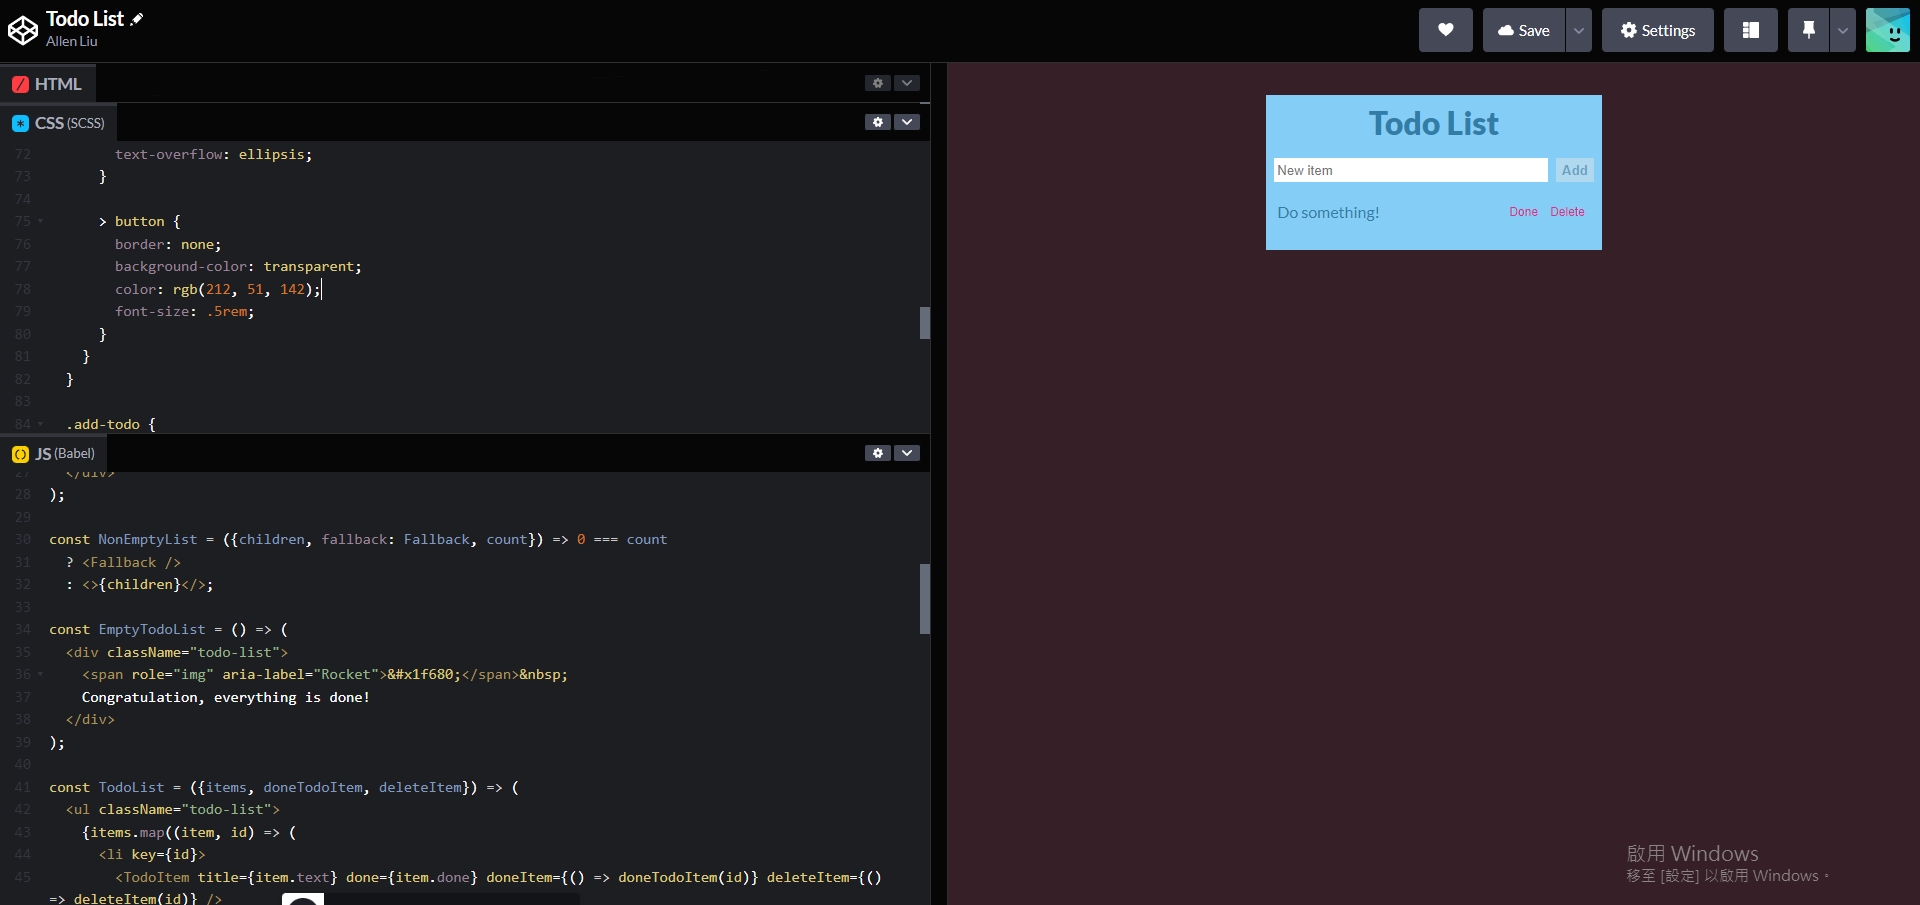 Todo List
Allen Liu
Save
Settings
HTML
CSS (SCSS)
72 text-overflow: ellipsis;
73 }
74
75 > button {
76 border: none;
77 background-color: transparent;
78 color: rgb(212, 51, 142);
79 font-size: .5rem;
80 }
81 }
82 }
83
84 .add-todo {
JS (Babel)
27 </div>
28 );
29
30 const NonEmptyList = ({children, fallback: Fallback, count}) => 0 === count
31 ? <Fallback />
32 : <>{children}</>;
33
34 const EmptyTodoList = () => (
35 <div className="todo-list">
36 <span role="img" aria-label="Rocket">&#x1f680;</span>&nbsp;
37 Congratulation, everything is done!
38 </div>
39 );
40
41 const TodoList = ({items, doneTodoItem, deleteItem}) => (
42 <ul className="todo-list">
43 {items.map((item, id) => (
44 <li key={id}>
45 <TodoItem title={item.text} done={item.done} doneItem={() => doneTodoItem(id)} deleteItem={()
=> deleteItem(id)} />
Todo List
New item
Add
Do something!
Done
Delete
啟用 Windows
移至 [設定] 以啟用 Windows。